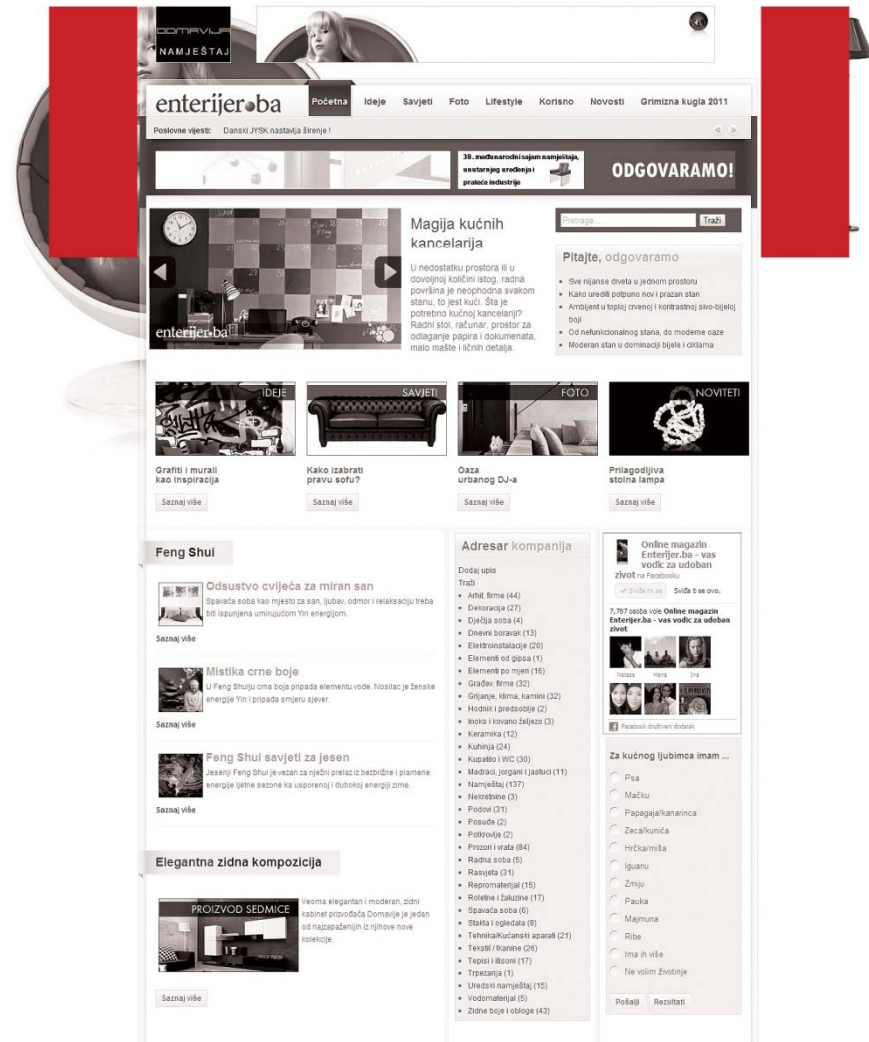 DOMAVIJA
NAMJEŠTAJ
enterijer.ba
Početna Ideje Savjeti Foto Lifestyle Korisno Novosti Grimizna kugla 2011
Poslovne vijesti: Danski JYSK nastavlja širenje !
38. međunarodni sajam namještaja,
unutarnjeg uređenja i
prateće industrije
ODGOVARAMO!
Magija kućnih
kancelarija
U nedostatku prostora ili u
dovoljnoj količini istog, radna
površina je neophodna svakom
stanu, to jest kući. Šta je
potrebno kućnoj kancelariji?
Radni stol, računar, prostor za
odlaganje papira i dokumenata,
malo mašte i ličnih detalja.
enterijer.ba
Pretraga... Traži
Pitajte, odgovaramo
Sve nijanse drveta u jednom prostoru
Kako urediti potpuno nov i prazan stan
Ambijent u toploj crvenoj i kontrastnoj sivo-bijeloj
boji
Od nefunkcionalnog stana, do moderne oaze
Moderan stan u dominaciji bijele i ciklama
IDEJE
Grafiti i murali
kao inspiracija
Saznaj više
SAVJETI
Kako izabrati
pravu sofu?
Saznaj više
FOTO
Oaza
urbanog DJ-a
Saznaj više
NOVITETI
Prilagodljiva
stolna lampa
Saznaj više
Feng Shui
Odsustvo cvijeća za miran san
Spavaća soba kao mjesto za san, ljubav, odmor i relaksaciju treba
biti ispunjena umirujućom Yin energijom.
Saznaj više
Mistika crne boje
U Feng Shuiju crna boja pripada elementu vode. Nosilac je ženske
energije Yin i pripada smjeru sjever.
Saznaj više
Feng Shui savjeti za jesen
Jesenji Feng Shui je vezan za nježni prelaz iz bezbrižne i plamene
energije ljetne sezone ka usporenoj i dubokoj energiji zime.
Saznaj više
Elegantna zidna kompozicija
PROIZVOD SEDMICE
Veoma elegantan i moderan, zidni
kabinet prizvođača Domavije je jedan
od najzapaženijih iz njihove nove
kolekcije.
Saznaj više
Adresar kompanija
Dodaj upis
Traži
Arhit. firme (44)
Dekoracija (27)
Dječija soba (4)
Dnevni boravak (13)
Elektroinstalacije (20)
Elementi od gipsa (1)
Elementi po mjeri (16)
Građev. firme (32)
Grijanje, klima, kamini (32)
Hodnik i predsoblje (2)
Inoks i kovano željezo (3)
Keramika (12)
Kuhinja (24)
Kupatilo i WC (30)
Madraci, jorgani i jastuci (11)
Namještaj (137)
Nekretnine (3)
Podovi (31)
Posuđe (2)
Potkrovlje (2)
Prozori i vrata (84)
Radna soba (5)
Rasvjeta (31)
Repromaterijal (15)
Roletne i žaluzine (17)
Spavaća soba (6)
Stakla i ogledala (8)
Tehnika/Kućanski aparati (21)
Tekstil / tkanine (26)
Tepisi i itisoni (17)
Trpezarija (1)
Uredski namještaj (15)
Vodomaterijal (5)
Zidne boje i obloge (43)
Online magazin
Enterijer.ba - vas
vodic za udoban
zivot na Facebooku
Sviđa mi se Sviđa ti se ovo.
7,767 osoba vole Online magazin
Enterijer.ba - vas vodic za udoban
zivot
Natasa Hana Ina
Facebook društveni dodatak
Za kućnog ljubimca imam ...
Psa
Mačku
Papagaja/kanarinca
Zeca/kunića
Hrčka/miša
Iguanu
Zmiju
Pauka
Majmuna
Ribe
Ima ih više
Ne volim životinje
Pošalji Rezultati